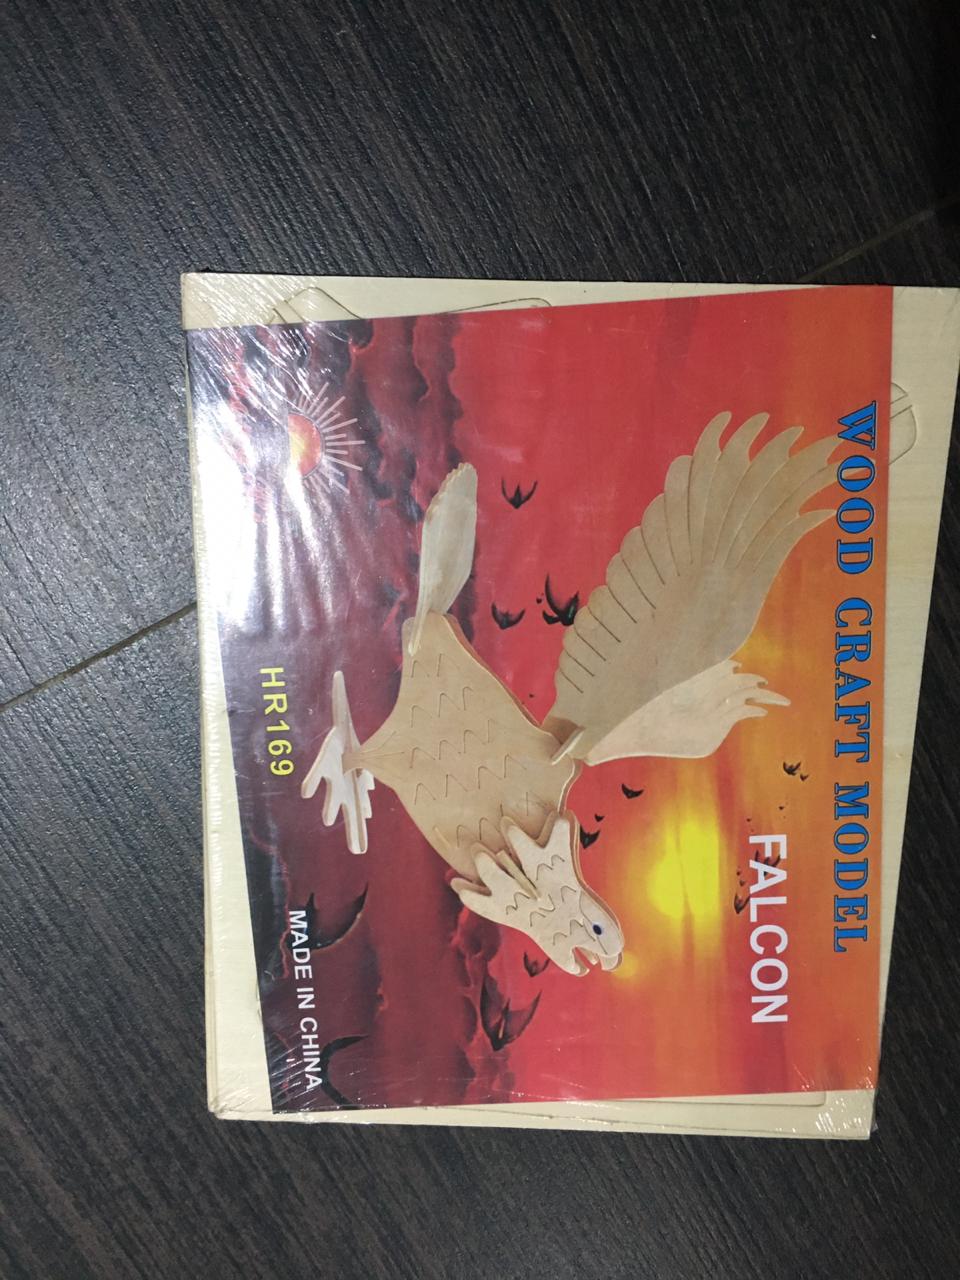 WOOD CRAFT MODEL
FALCON
HR169
MADE IN CHINA